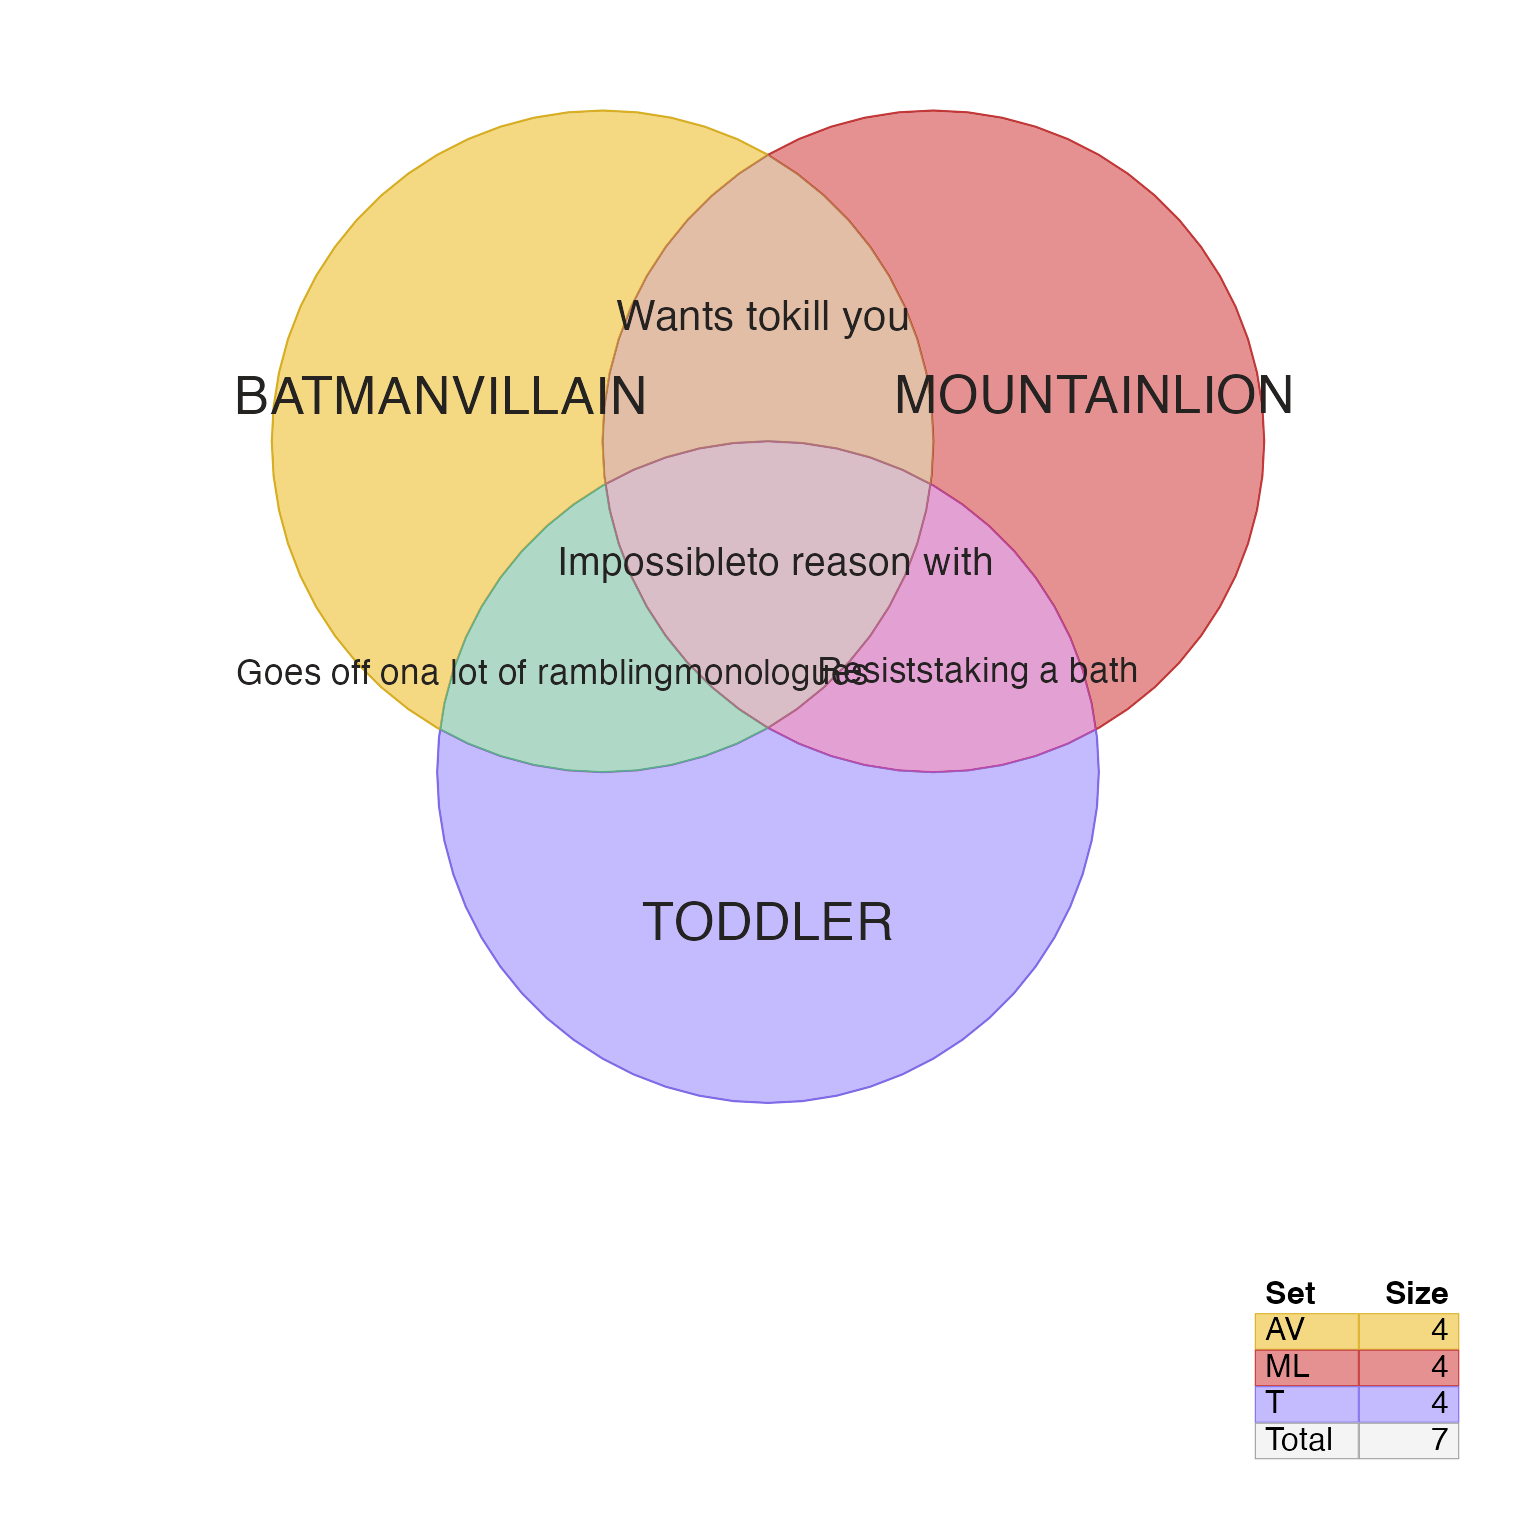 Wants tokill you
BATMANVILLAIN
MOUNTAINLION
Impossibleto reason with
Goes off ona lot of ramblingmonologues
Resiststaking a bath
TODDLER
Set Size
AV 4
ML 4
T 4
Total 7